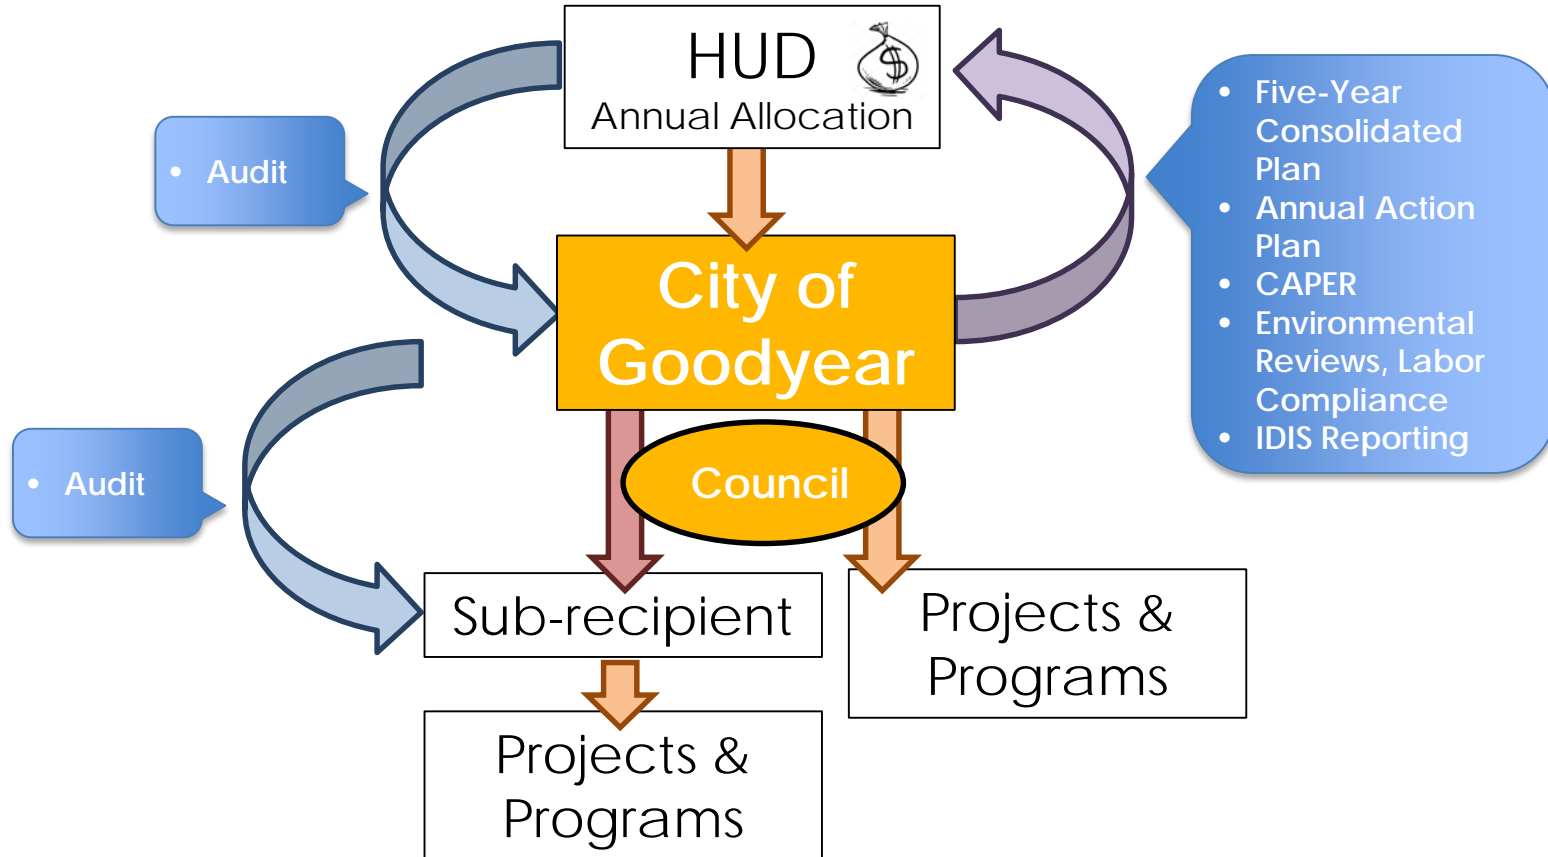 HUD
$
Annual Allocation
• Audit
• Five-Year
Consolidated
Plan
• Annual Action
Plan
• CAPER
• Environmental
Reviews, Labor
Compliance
• IDIS Reporting
City of
Goodyear
• Audit
Council
Sub-recipient
Projects &
Programs
Projects &
Programs